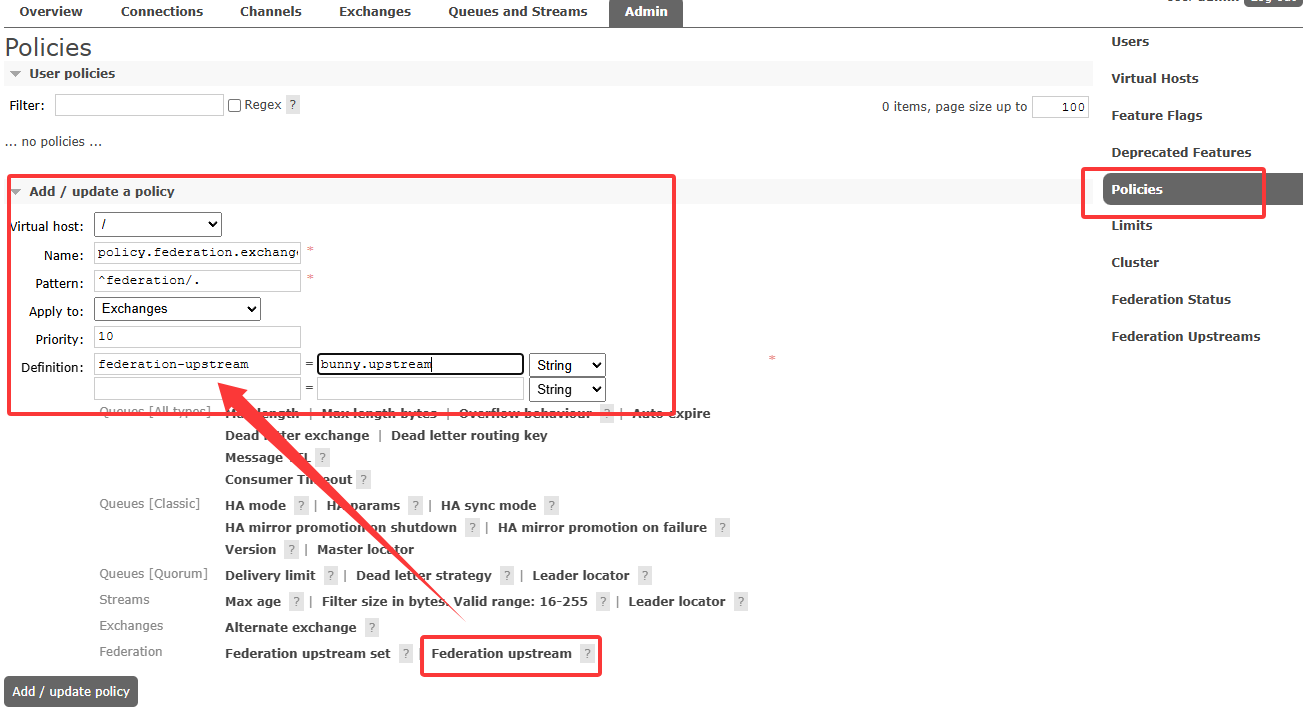 Overview Connections Channels Exchanges Queues and Streams Admin
Policies
User policies
Filter: Regex ? 0 items, page size up to 100
... no policies ...
Add / update a policy
Virtual host: /
Name: policy.federation.exchang *
Pattern: ^federation/. *
Apply to: Exchanges
Priority: 10
Definition: federation-upstream = bunny.upstream String *
= String
Queues [All types] Max length | Max length bytes | Overflow behaviour ? | Auto expire
Dead letter exchange | Dead letter routing key
Message TTL ?
Consumer Timeout ?
Queues [Classic] HA mode ? | HA params ? | HA sync mode ?
HA mirror promotion on shutdown ? | HA mirror promotion on failure ?
Version ? | Master locator
Queues [Quorum] Delivery limit ? | Dead letter strategy ? | Leader locator ?
Streams Max age ? | Filter size in bytes. Valid range: 16-255 ? | Leader locator ?
Exchanges Alternate exchange ?
Federation Federation upstream set ? Federation upstream ?
Add / update policy
Users
Virtual Hosts
Feature Flags
Deprecated Features
Policies
Limits
Cluster
Federation Status
Federation Upstreams